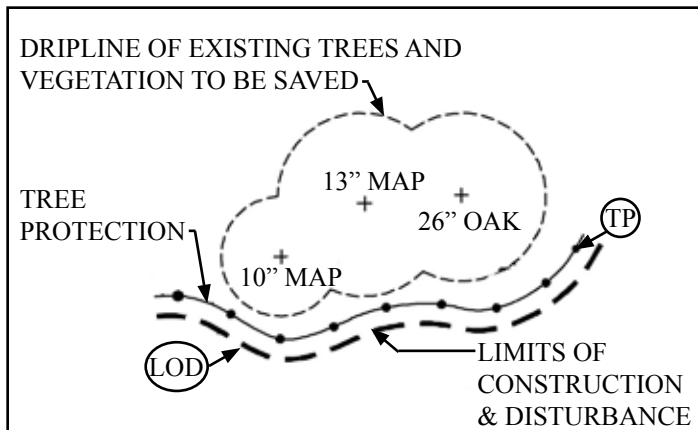 DRIPLINE OF EXISTING TREES AND
VEGETATION TO BE SAVED
13” MAP
26” OAK
TREE
PROTECTION
TP
10” MAP
LOD
LIMITS OF
CONSTRUCTION
& DISTURBANCE